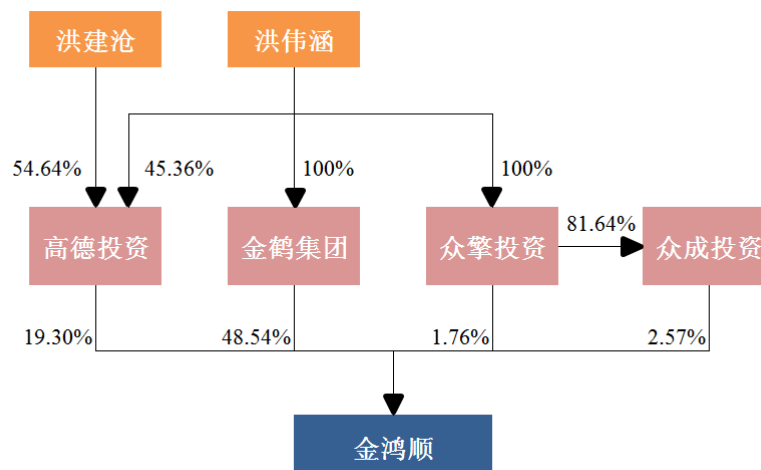 洪建沧
洪伟涵
54.64%
45.36%
100%
100%
高德投资
金鹤集团
众擎投资
81.64%
众成投资
19.30%
48.54%
1.76%
2.57%
金鸿顺